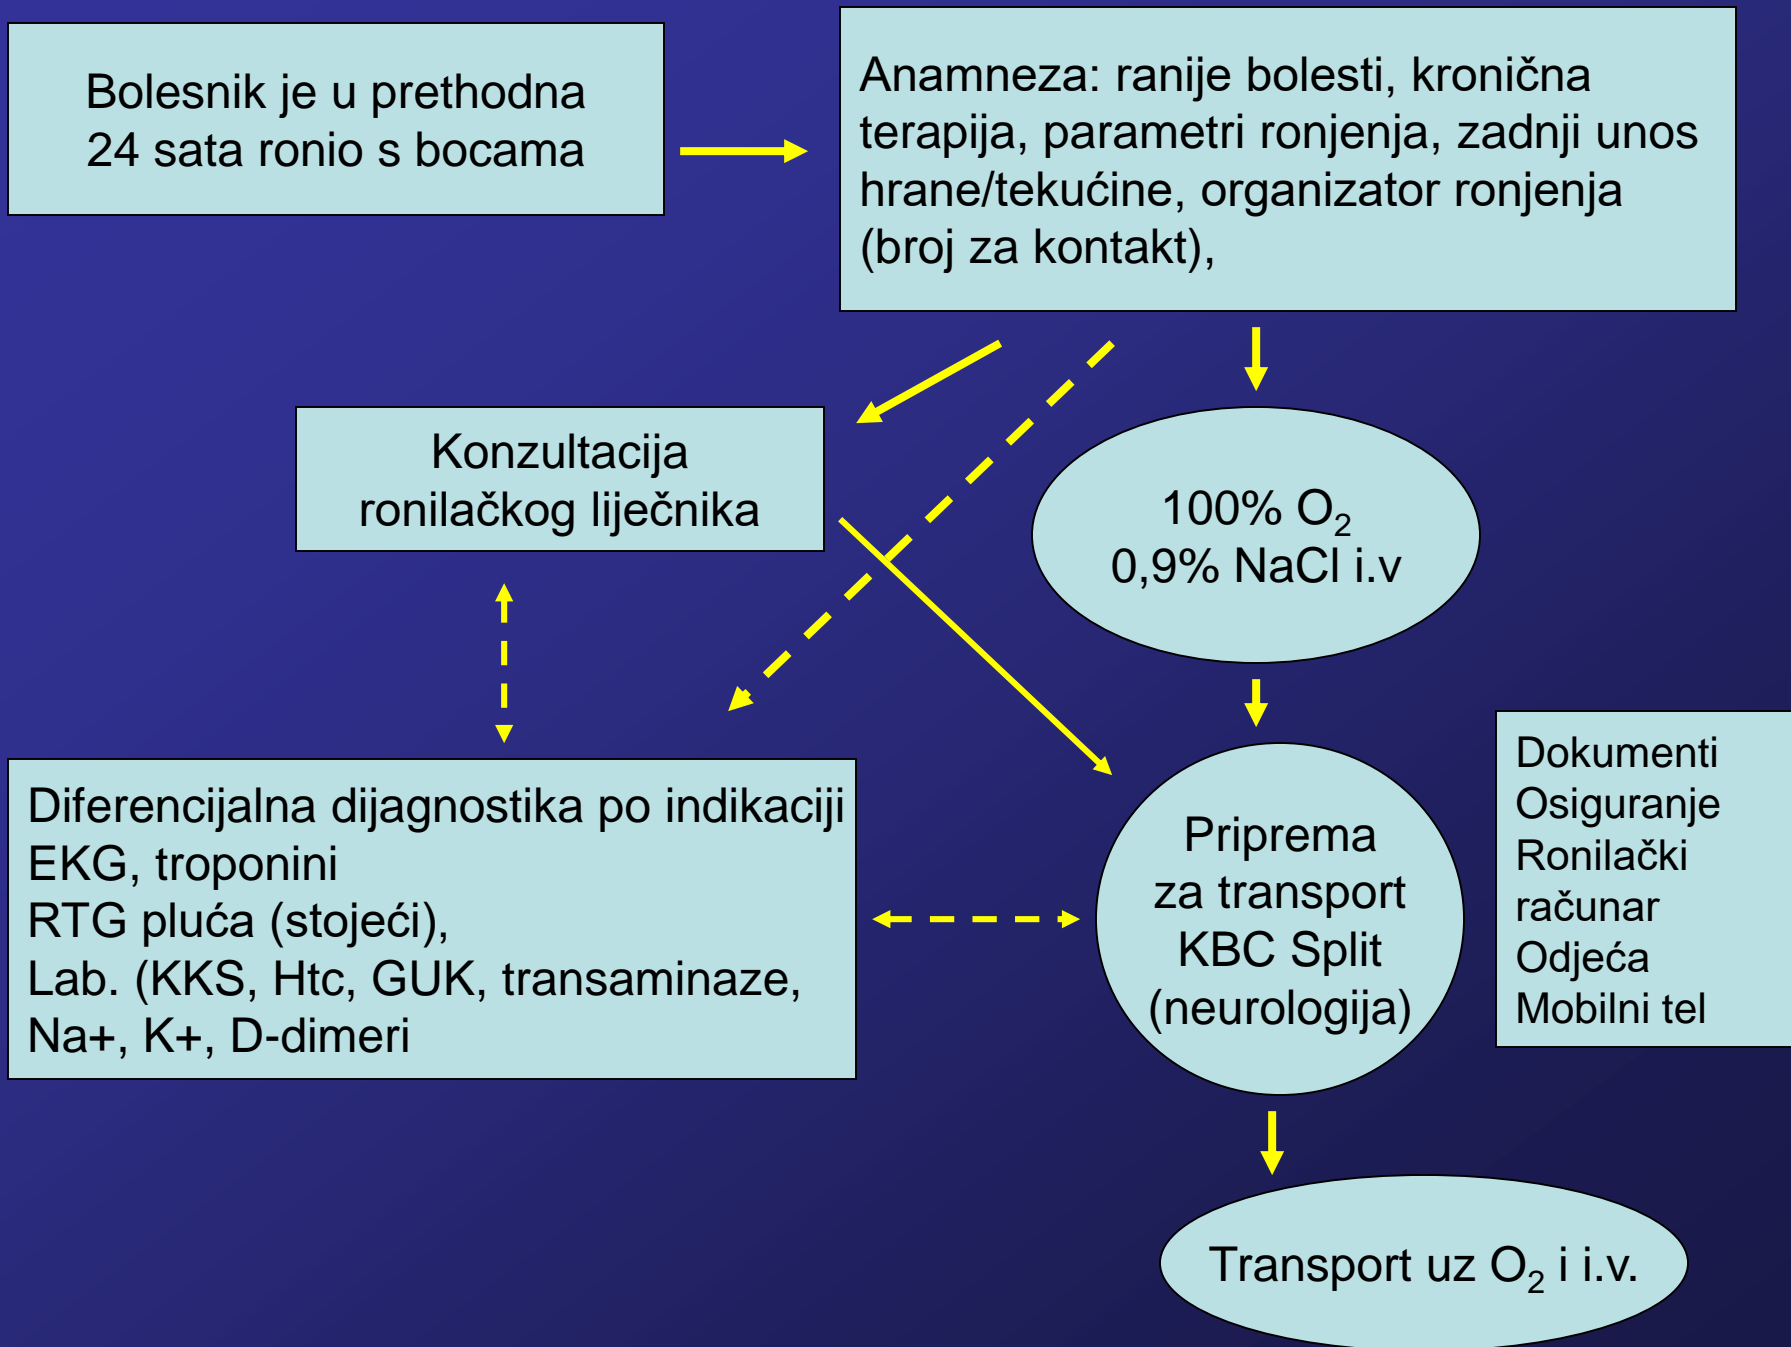 Bolesnik je u prethodna
24 sata ronio s bocama
Anamneza: ranije bolesti, kronična
terapija, parametri ronjenja, zadnji unos
hrane/tekućine, organizator ronjenja
(broj za kontakt),
Konzultacija
ronilačkog liječnika
100% O₂
0,9% NaCl i.v
Diferencijalna dijagnostika po indikaciji
EKG, troponini
RTG pluća (stojeći),
Lab. (KKS, Htc, GUK, transaminaze,
Na+, K+, D-dimeri
Priprema
za transport
KBC Split
(neurologija)
Dokumenti
Osiguranje
Ronilački
računar
Odjeća
Mobilni tel
Transport uz O₂ i i.v.